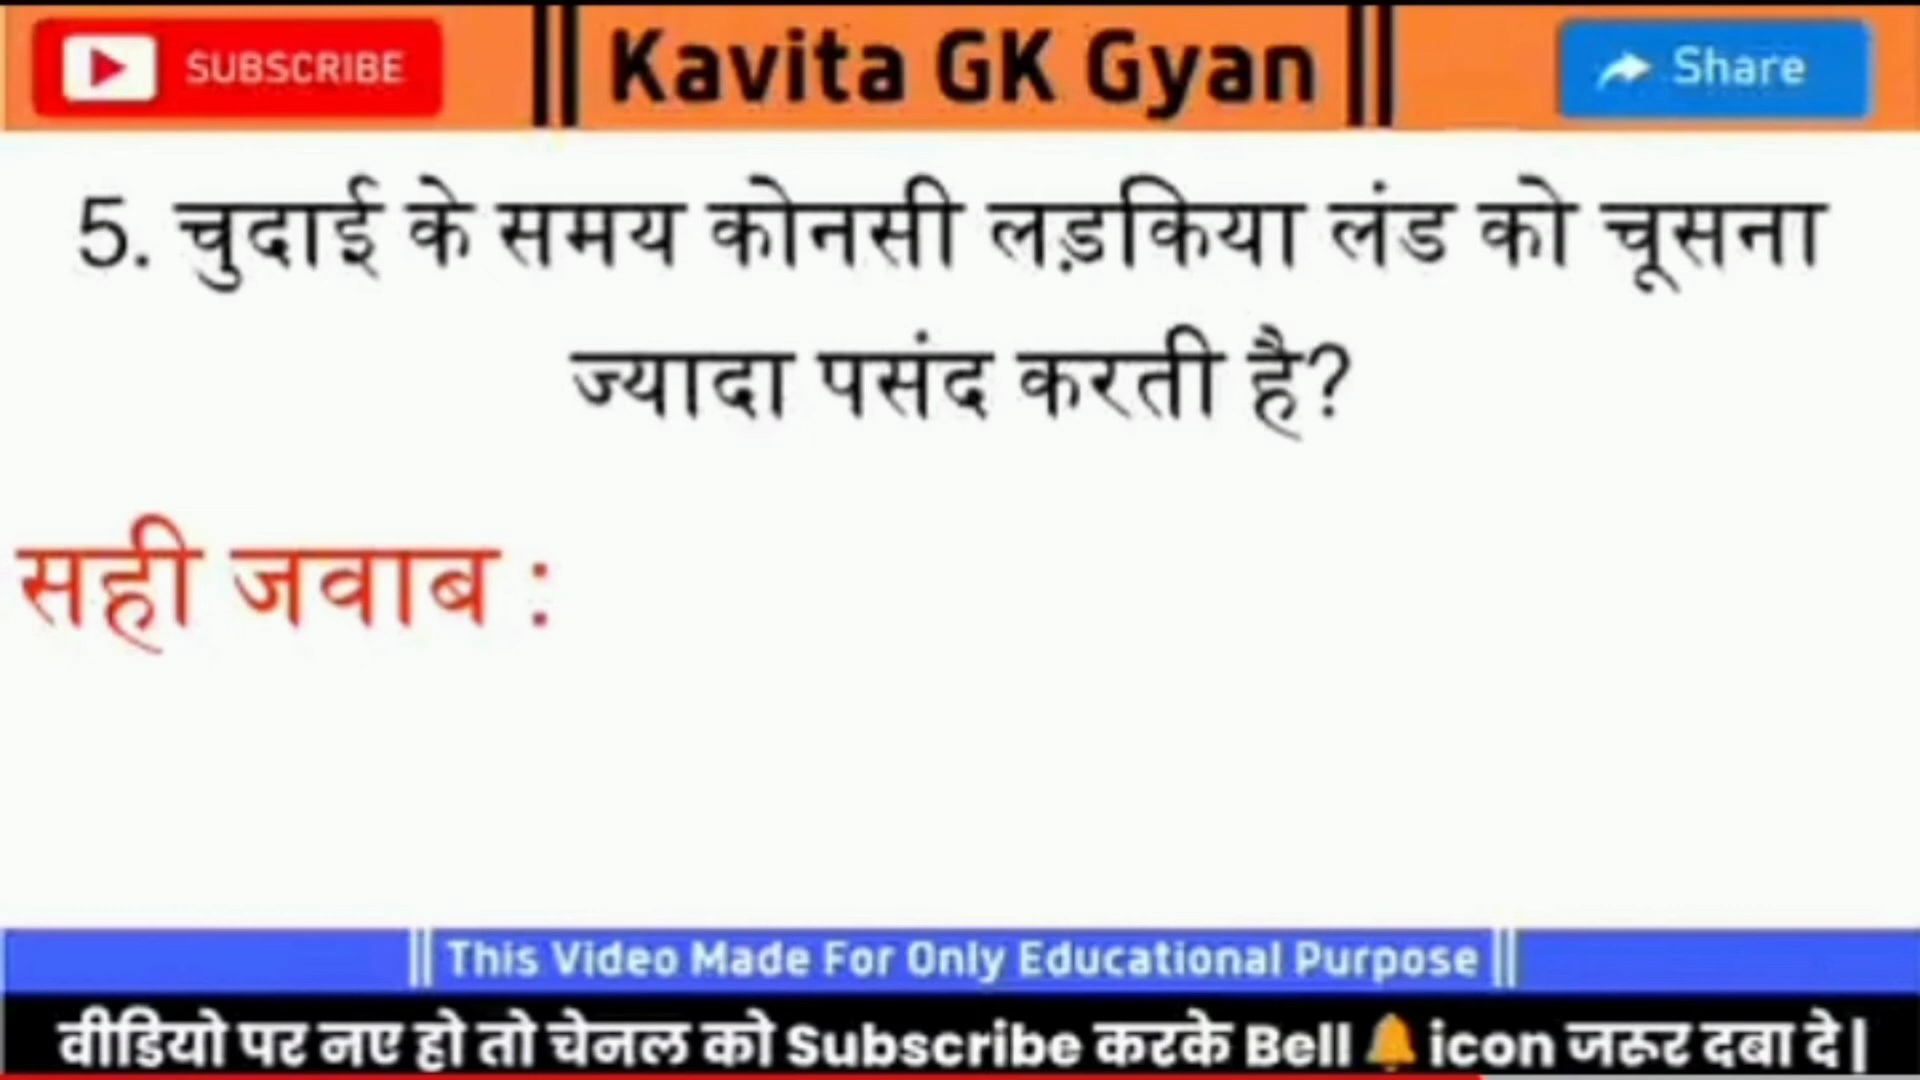 SUBSCRIBE || Kavita GK Gyan || Share
5. चुदाई के समय कोनसी लड़किया लंड को चूसना
ज्यादा पसंद करती है?
सही जवाब :
|| This Video Made For Only Educational Purpose ||
वीडियो पर नए हो तो चेनल को Subscribe करके Bell 🔔 icon जरूर दबा दे |